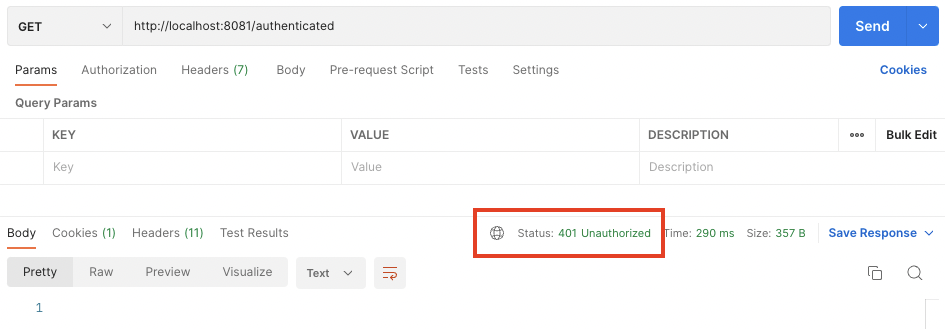 GET http://localhost:8081/authenticated Send
Params Authorization Headers (7) Body Pre-request Script Tests Settings Cookies
Query Params
KEY VALUE DESCRIPTION ••• Bulk Edit
Key Value Description
Body Cookies (1) Headers (11) Test Results Status: 401 Unauthorized Time: 290 ms Size: 357 B Save Response
Pretty Raw Preview Visualize Text
1